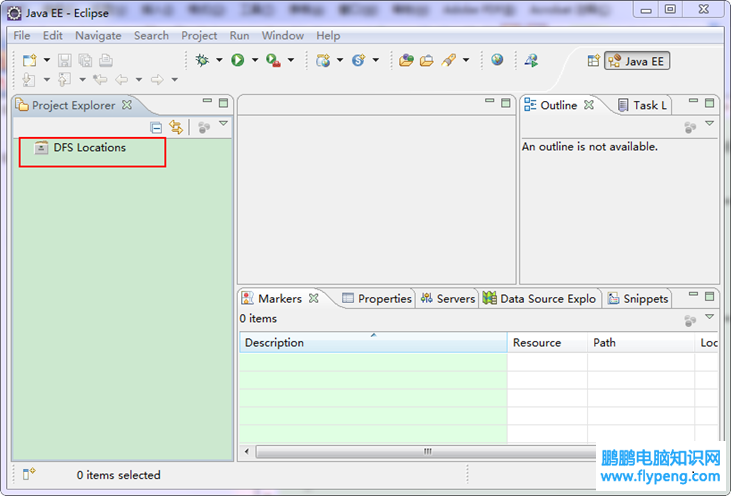 Java EE - Eclipse
File Edit Navigate Search Project Run Window Help
Java EE
Project Explorer
DFS Locations
Outline Task L
An outline is not available.
Markers Properties Servers Data Source Explo Snippets
0 items
Description Resource Path Loc
0 items selected
鹏鹏电脑知识网
www.flypeng.com